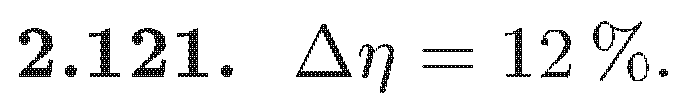 2.121. Δη = 12 %.